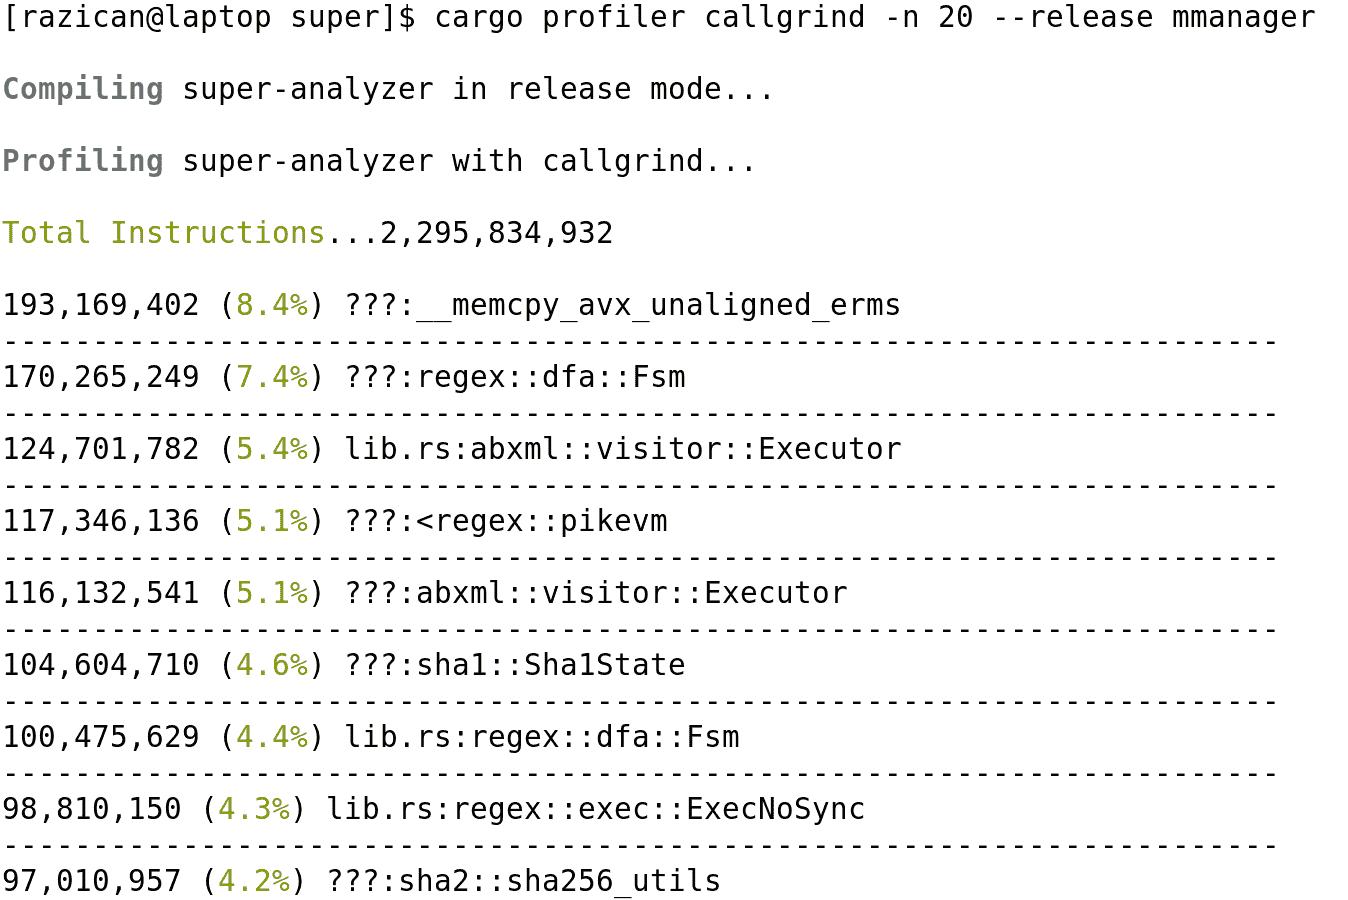 [razican@laptop super]$ cargo profiler callgrind -n 20 --release mmanager
Compiling super-analyzer in release mode...
Profiling super-analyzer with callgrind...
Total Instructions...2,295,834,932
193,169,402 (8.4%) ???:__memcpy_avx_unaligned_erms
-----------------------------------------------------------------------
170,265,249 (7.4%) ???:regex::dfa::Fsm
-----------------------------------------------------------------------
124,701,782 (5.4%) lib.rs:abxml::visitor::Executor
-----------------------------------------------------------------------
117,346,136 (5.1%) ???:<regex::pikevm
-----------------------------------------------------------------------
116,132,541 (5.1%) ???:abxml::visitor::Executor
-----------------------------------------------------------------------
104,604,710 (4.6%) ???:sha1::Sha1State
-----------------------------------------------------------------------
100,475,629 (4.4%) lib.rs:regex::dfa::Fsm
-----------------------------------------------------------------------
98,810,150 (4.3%) lib.rs:regex::exec::ExecNoSync
-----------------------------------------------------------------------
97,010,957 (4.2%) ???:sha2::sha256_utils